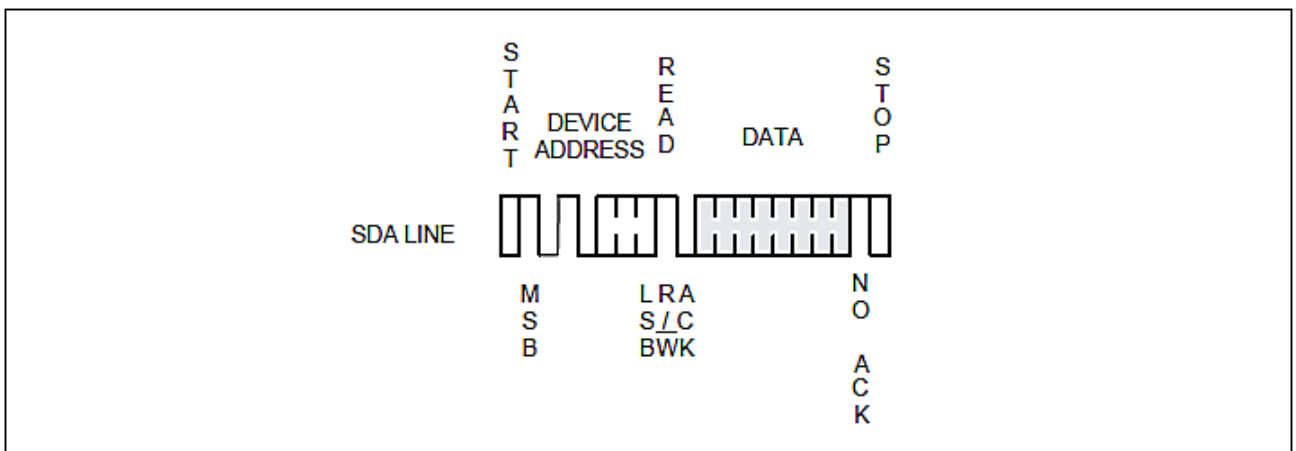 START
DEVICE
ADDRESS
READ
DATA
STOP
SDA LINE
MSB
LSB
R/W
ACK
NO ACK